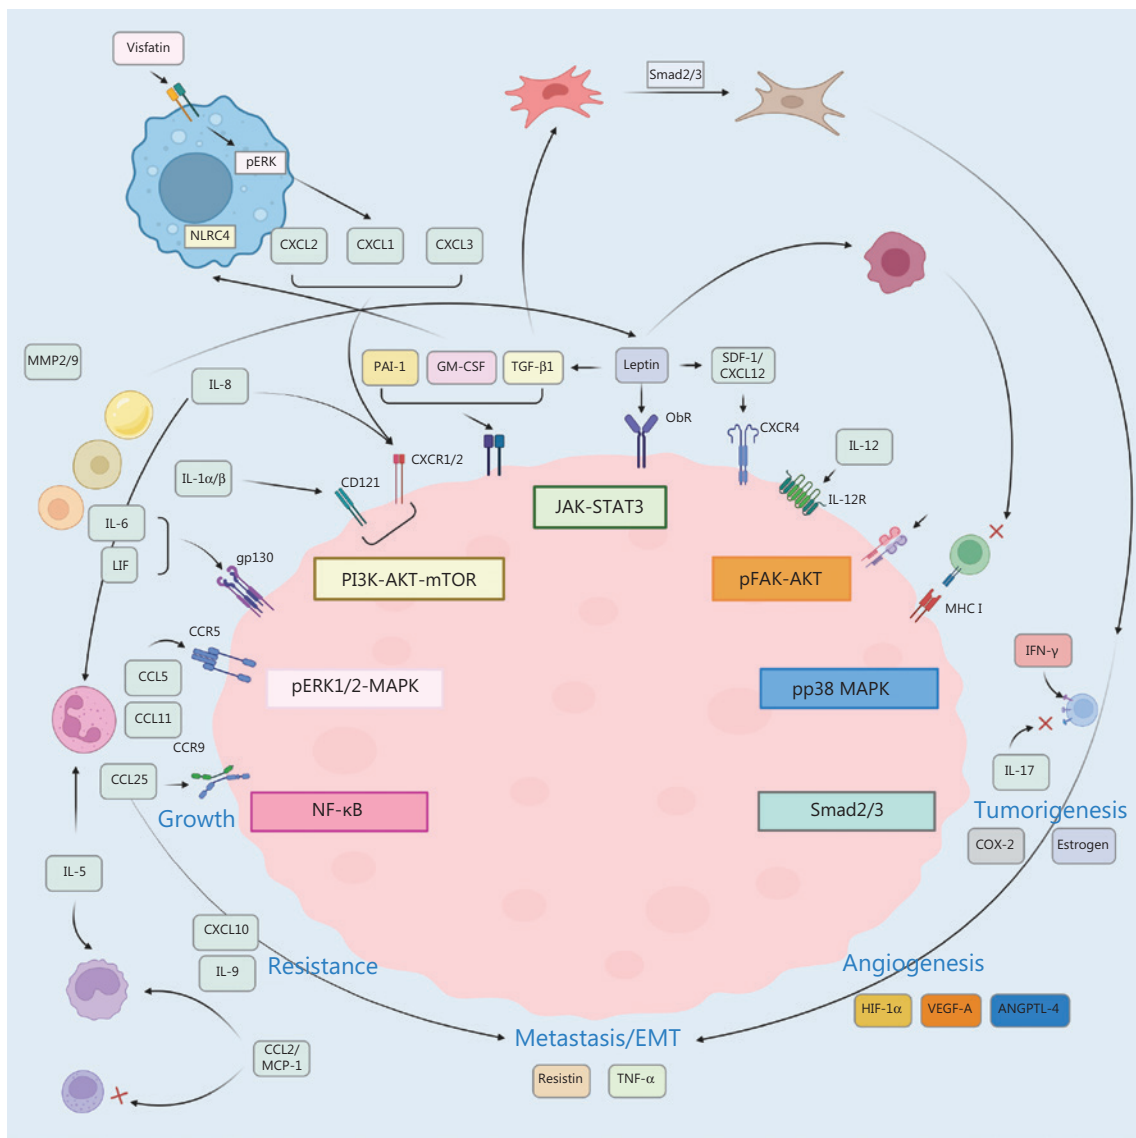 Visfatin
Smad2/3
pERK
NLRC4
CXCL2
CXCL1
CXCL3
MMP2/9
PAI-1
GM-CSF
TGF-β1
Leptin
SDF-1/
CXCL12
IL-8
ObR
CXCR4
IL-12
CXCR1/2
CD121
IL-1α/β
IL-12R
JAK-STAT3
IL-6
LIF
gp130
PI3K-AKT-mTOR
pFAK-AKT
MHC I
CCR5
CCL5
CCL11
pERK1/2-MAPK
pp38 MAPK
IFN-γ
CCR9
CCL25
IL-17
Growth
NF-κB
Smad2/3
Tumorigenesis
COX-2
Estrogen
IL-5
CXCL10
IL-9
Resistance
Angiogenesis
HIF-1α
VEGF-A
ANGPTL-4
Metastasis/EMT
CCL2/
MCP-1
Resistin
TNF-α